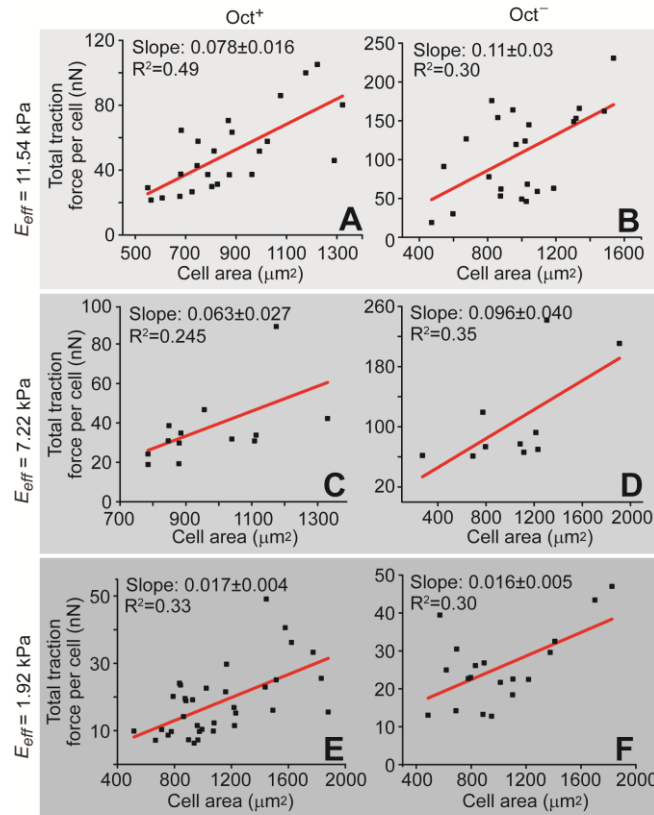 Oct⁺
Oct⁻
E_eff = 11.54 kPa
Total traction
force per cell (nN)
Slope: 0.078±0.016
R²=0.49
120
80
40
0
500
700
900
1100
1300
Cell area (μm²)
A
Slope: 0.11±0.03
R²=0.30
250
200
150
100
50
0
400
800
1200
1600
Cell area (μm²)
B
E_eff = 7.22 kPa
Total traction
force per cell (nN)
Slope: 0.063±0.027
R²=0.245
100
80
60
40
20
0
700
900
1100
1300
Cell area (μm²)
C
Slope: 0.096±0.040
R²=0.35
260
180
100
20
400
800
1200
1600
2000
Cell area (μm²)
D
E_eff = 1.92 kPa
Total traction
force per cell (nN)
Slope: 0.017±0.004
R²=0.33
50
30
10
400
800
1200
1600
2000
Cell area (μm²)
E
Slope: 0.016±0.005
R²=0.30
50
40
30
20
10
0
400
800
1200
1600
2000
Cell area (μm²)
F